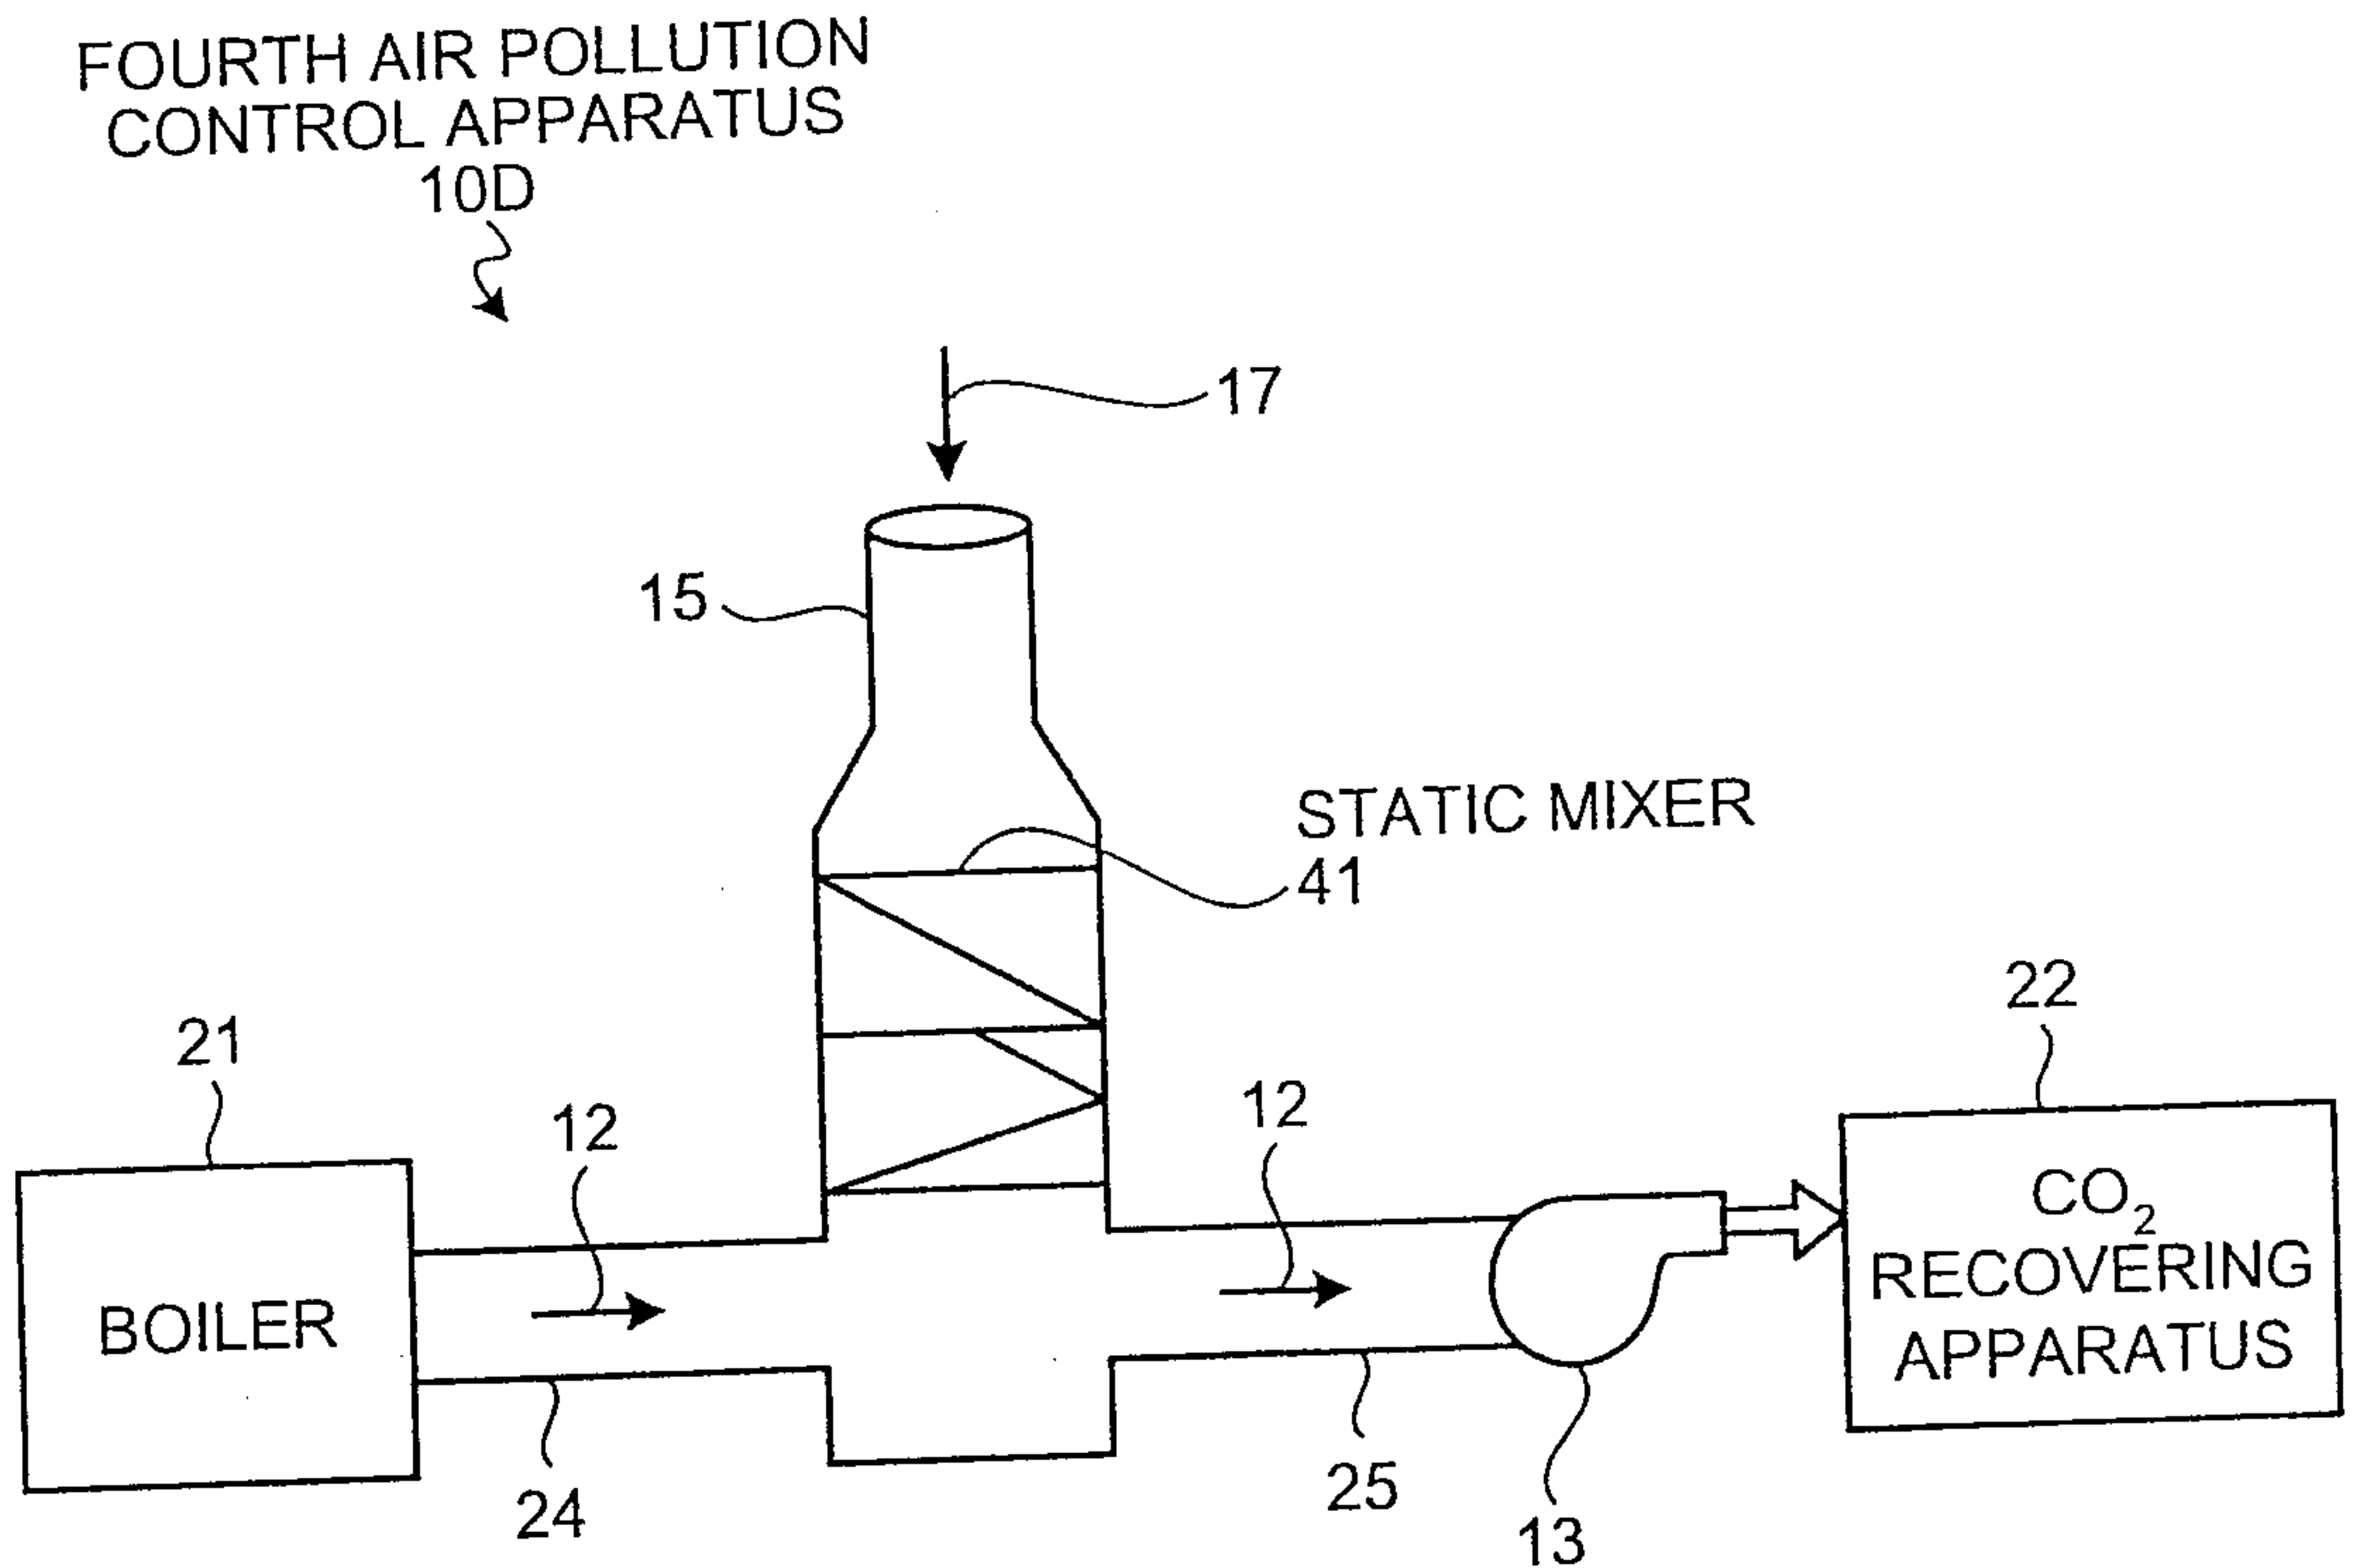 FOURTH AIR POLLUTION
CONTROL APPARATUS
10D
17
15
STATIC MIXER
41
22
21
12
12
CO₂
RECOVERING
APPARATUS
BOILER
24
25
13